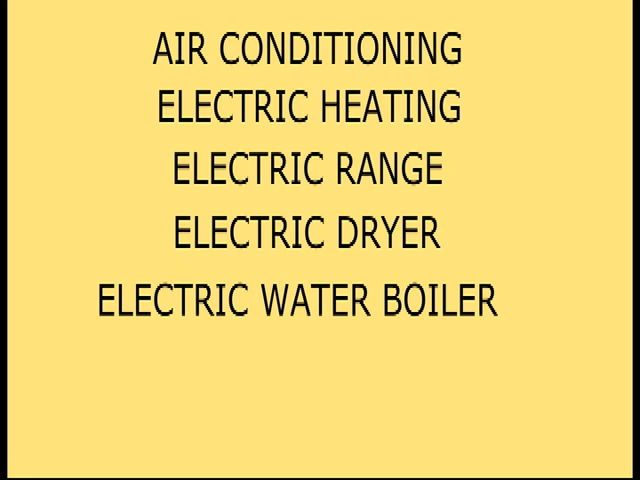 AIR CONDITIONING
ELECTRIC HEATING
ELECTRIC RANGE
ELECTRIC DRYER
ELECTRIC WATER BOILER